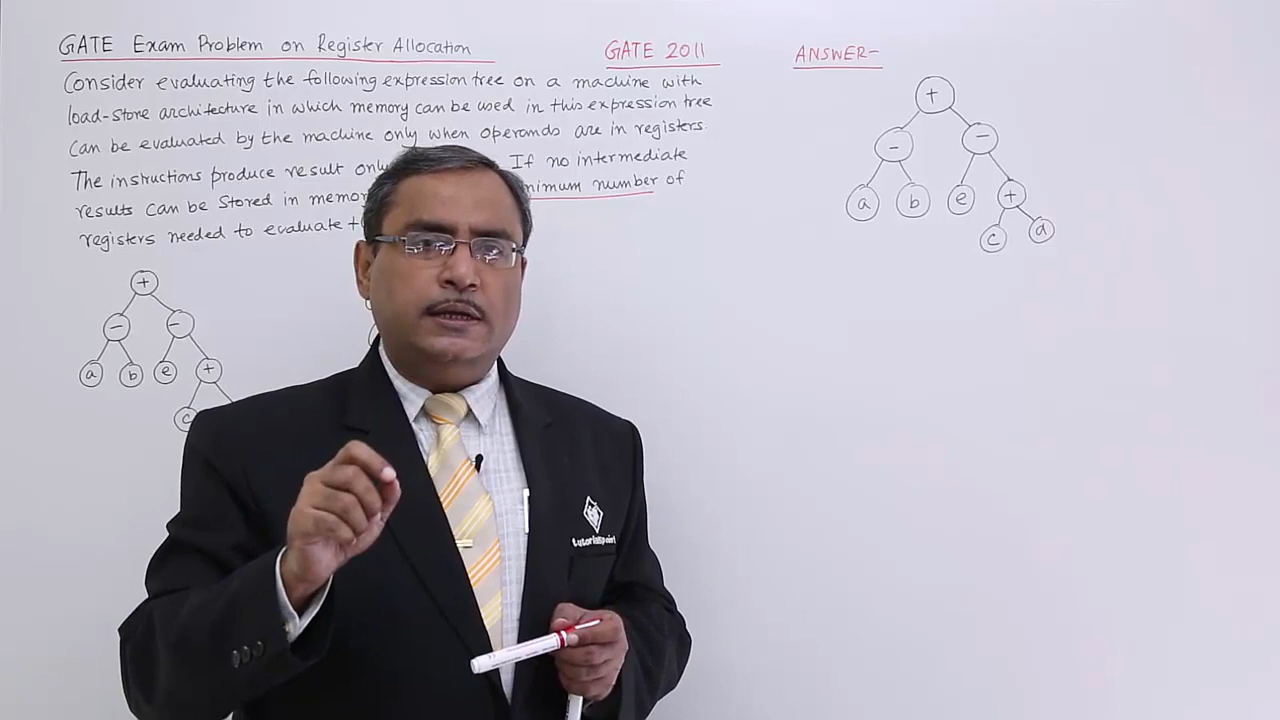 GATE Exam Problem on Register Allocation
GATE 2011
Consider evaluating the following expression tree on a machine with
load-store architecture in which memory can be used in this expression tree
can be evaluated by the machine only when operands are in registers.
The instructions produce result only If no intermediate
results can be stored in number of
registers needed to evaluate
+
- -
a b e +
c
ANSWER-
+
- -
a b e +
c d
tutorialspoint